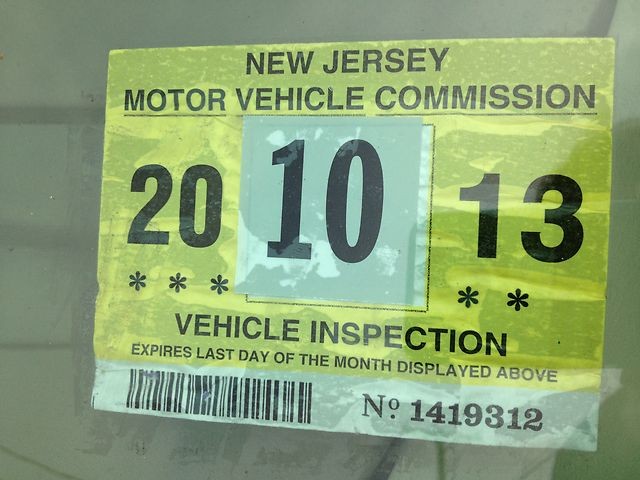 NEW JERSEY
MOTOR VEHICLE COMMISSION
20 10 13
*** **
VEHICLE INSPECTION
EXPIRES LAST DAY OF THE MONTH DISPLAYED ABOVE
Nº 1419312